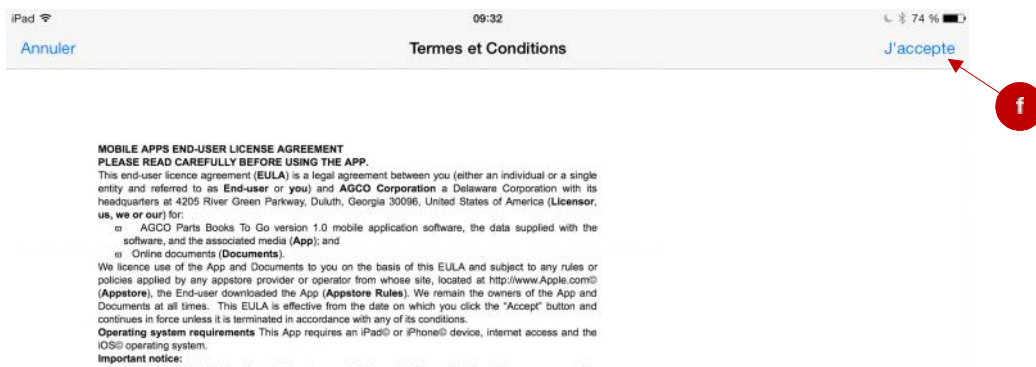 iPad 09:32 74 %
Annuler Termes et Conditions J'accepte
f
MOBILE APPS END-USER LICENSE AGREEMENT
PLEASE READ CAREFULLY BEFORE USING THE APP.
This end-user licence agreement (EULA) is a legal agreement between you (either an individual or a single
entity and referred to as End-user or you) and AGCO Corporation a Delaware Corporation with its
headquarters at 4205 River Green Parkway, Duluth, Georgia 30096, United States of America (Licensor,
us, we or our) for:
AGCO Parts Books To Go version 1.0 mobile application software, the data supplied with the
software, and the associated media (App); and
Online documents (Documents).
We licence use of the App and Documents to you on the basis of this EULA and subject to any rules or
policies applied by any appstore provider or operator from whose site, located at http://www.Apple.com©
(Appstore), the End-user downloaded the App (Appstore Rules). We remain the owners of the App and
Documents at all times. This EULA is effective from the date on which you click the "Accept" button and
continues in force unless it is terminated in accordance with any of its conditions.
Operating system requirements This App requires an iPad© or iPhone© device, internet access and the
iOS© operating system.
Important notice: